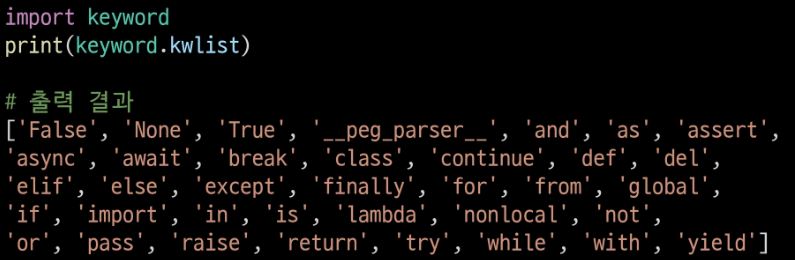 import keyword
print(keyword.kwlist)
# 출력 결과
['False', 'None', 'True', '__peg_parser__', 'and', 'as', 'assert',
'async', 'await', 'break', 'class', 'continue', 'def', 'del',
'elif', 'else', 'except', 'finally', 'for', 'from', 'global',
'if', 'import', 'in', 'is', 'lambda', 'nonlocal', 'not',
'or', 'pass', 'raise', 'return', 'try', 'while', 'with', 'yield']